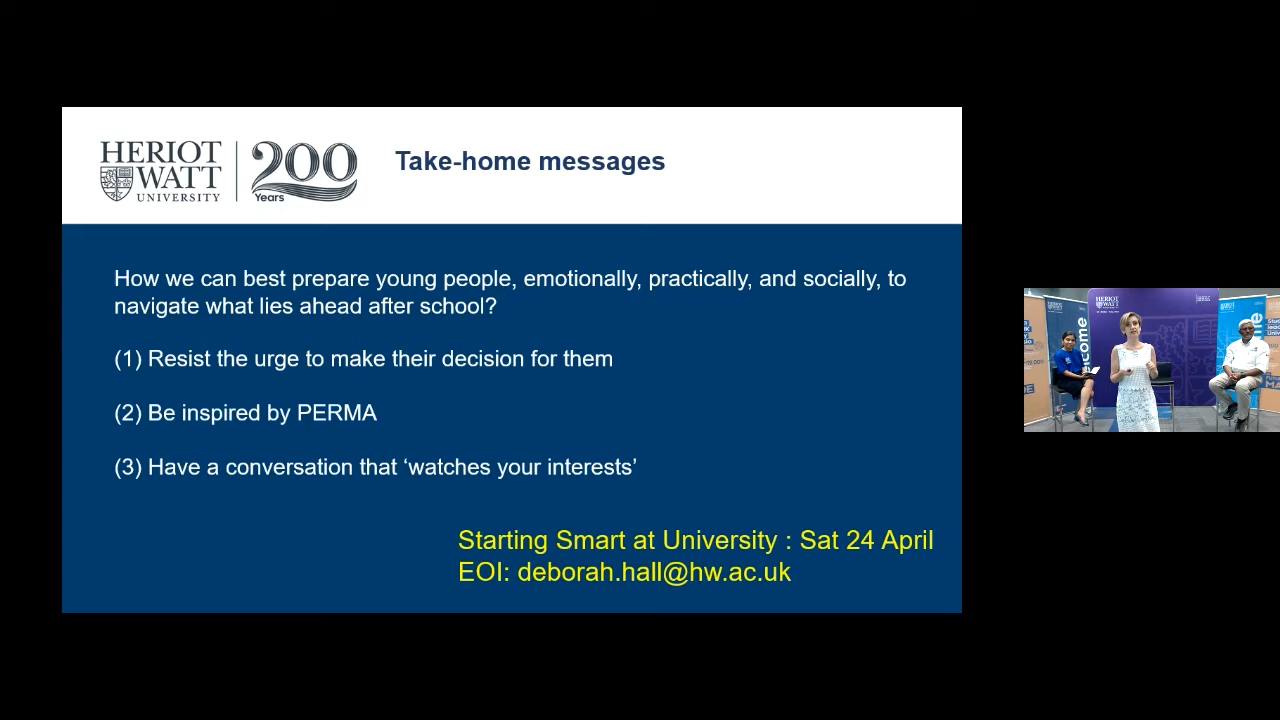 HERIOT
WATT
UNIVERSITY
200
Years
Take-home messages
How we can best prepare young people, emotionally, practically, and socially, to
navigate what lies ahead after school?
(1) Resist the urge to make their decision for them
(2) Be inspired by PERMA
(3) Have a conversation that ‘watches your interests’
Starting Smart at University : Sat 24 April
EOI: deborah.hall@hw.ac.uk
HERIOT
WATT